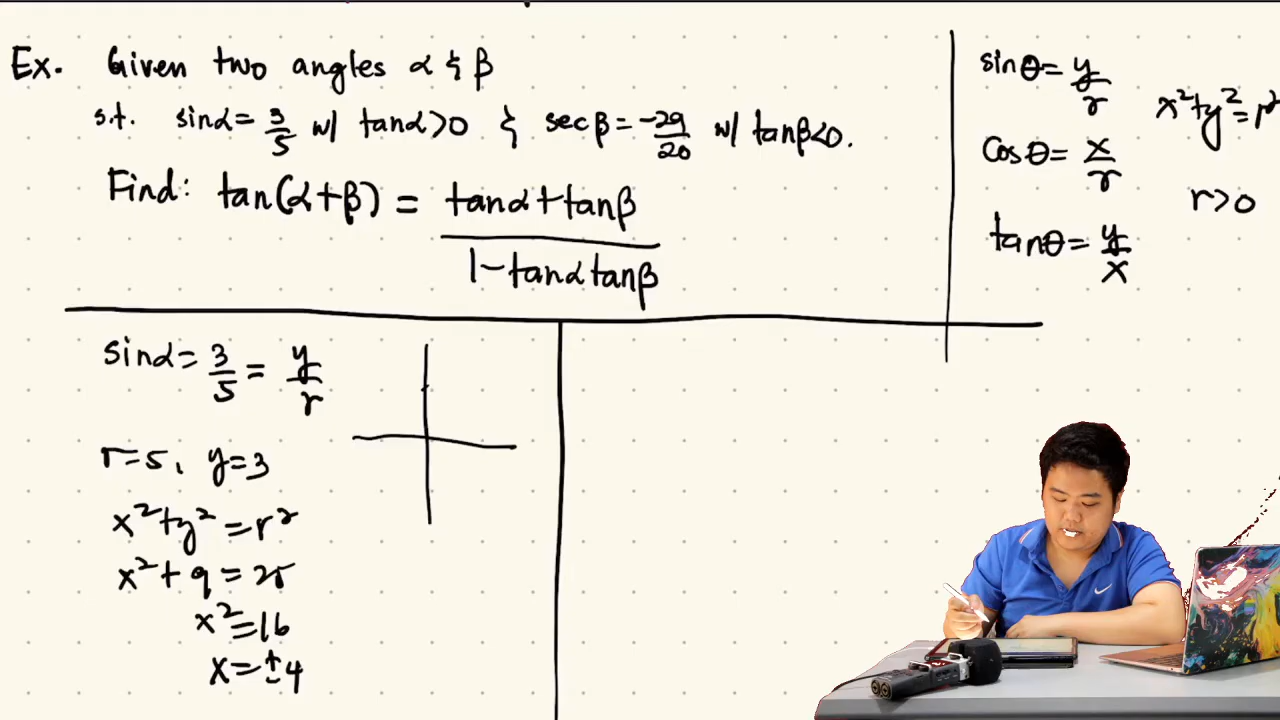 Ex. Given two angles α & β
s.t. sinα = 3/5 w/ tanα>0 & secβ = -29/20 w/ tanβ<0.
Find: tan(α+β) = (tanα+tanβ)/(1-tanαtanβ)
sinθ = y/r
x²+y²=r²
cosθ = x/r
r>0
tanθ = y/x
sinα = 3/5 = y/r
r=5, y=3
x²+y²=r²
x²+9=25
x²=16
x=±4